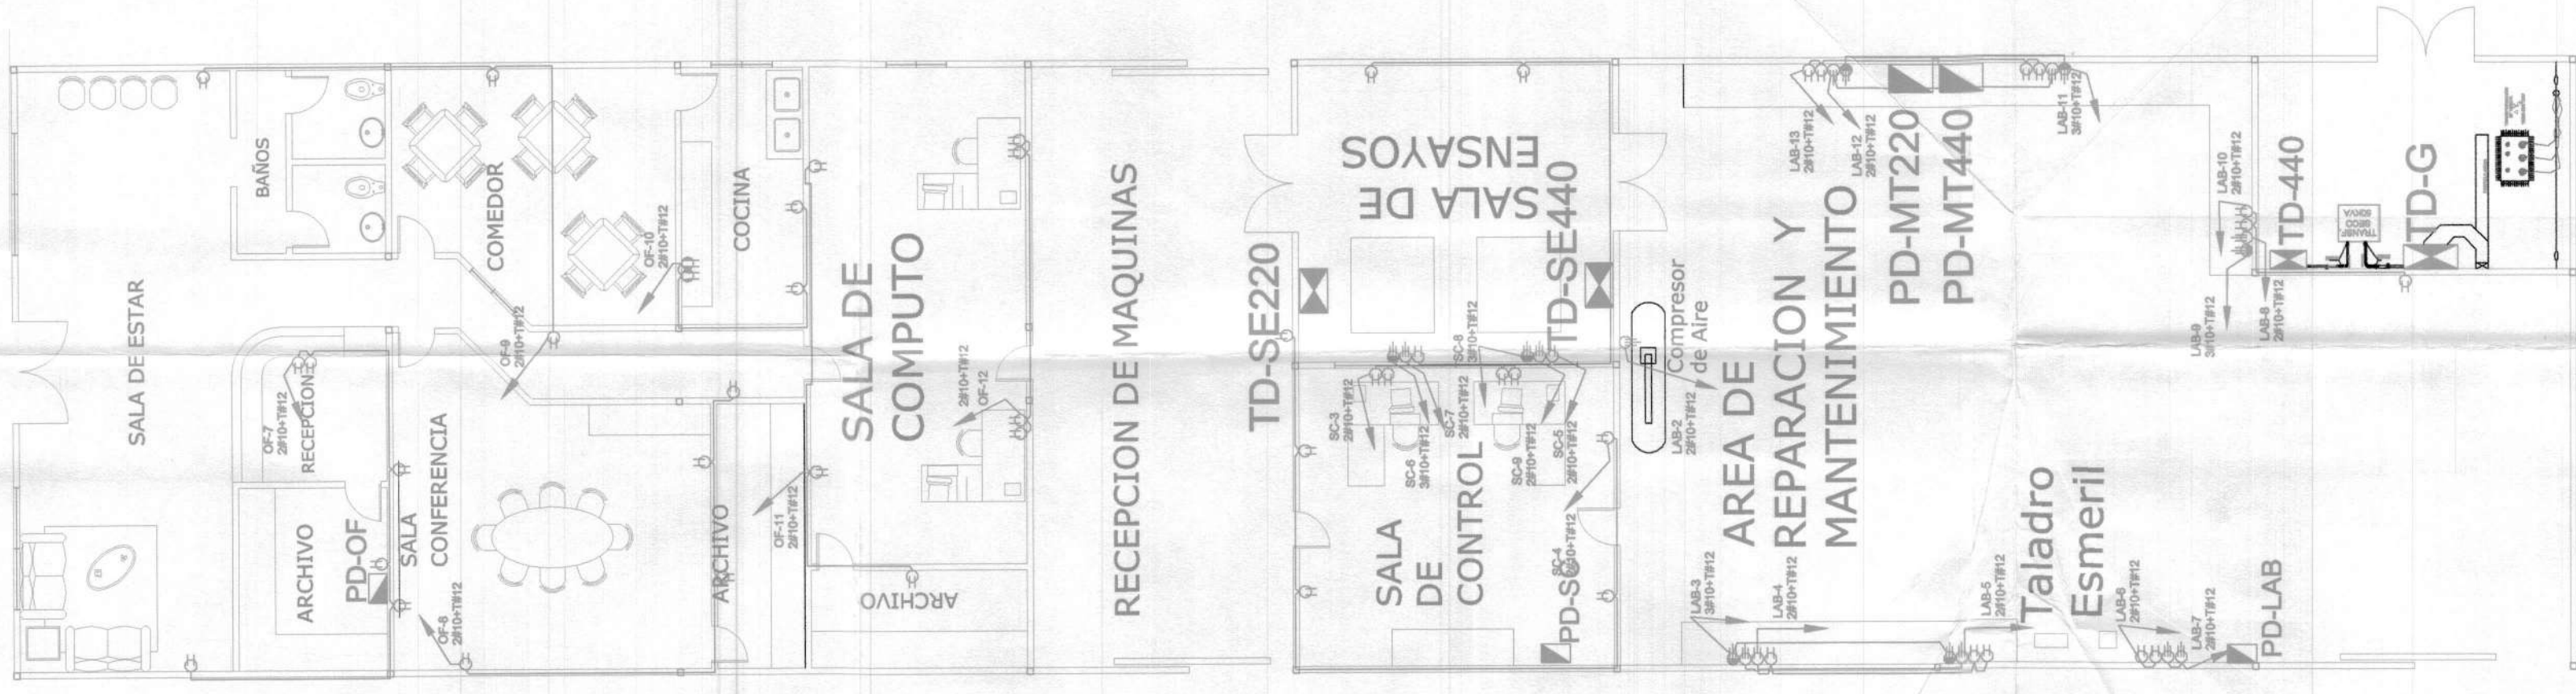 SALA DE ESTAR
BAÑOS
OF-7
2#10+T#12
RECEPCION
ARCHIVO
PD-OF
SALA
CONFERENCIA
OF-8
2#10+T#12
COMEDOR
OF-9
2#10+T#12
OF-10
2#10+T#12
COCINA
ARCHIVO
OF-11
2#10+T#12
SALA DE
COMPUTO
2#10+T#12
OF-12
ARCHIVO
RECEPCION DE MAQUINAS
TD-SE220
SALA DE
ENSAYOS
TD-SE440
SC-3
2#10+T#12
SC-6
3#10+T#12
SC-7
2#10+T#12
SC-8
3#10+T#12
SC-9
2#10+T#12
SC-5
2#10+T#12
SC-4
2#10+T#12
SALA
DE
CONTROL
PD-SC
Compresor
de Aire
LAB-2
2#10+T#12
AREA DE
REPARACION Y
MANTENIMIENTO
LAB-13
2#10+T#12
LAB-12
2#10+T#12
PD-MT220
PD-MT440
LAB-11
3#10+T#12
LAB-3
3#10+T#12
LAB-4
2#10+T#12
LAB-5
2#10+T#12
Taladro
Esmeril
LAB-6
2#10+T#12
LAB-7
2#10+T#12
PD-LAB
LAB-10
2#10+T#12
LAB-9
3#10+T#12
LAB-8
2#10+T#12
TD-440
TRANSF.
SECO
60KVA
TD-G